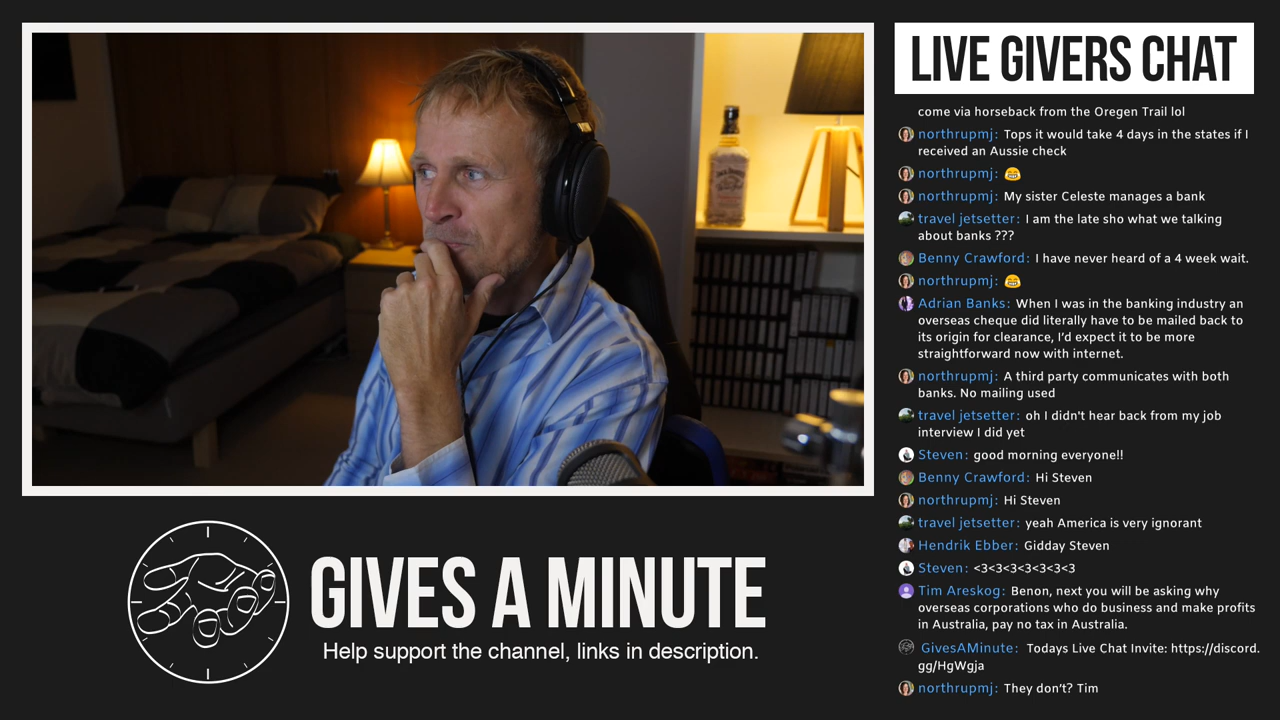 LIVE GIVERS CHAT
come via horseback from the Oregen Trail lol
northrupmj: Tops it would take 4 days in the states if I
received an Aussie check
northrupmj: 😂
northrupmj: My sister Celeste manages a bank
travel jetsetter: I am the late sho what we talking
about banks ???
Benny Crawford: I have never heard of a 4 week wait.
northrupmj: 😂
Adrian Banks: When I was in the banking industry an
overseas cheque did literally have to be mailed back to
its origin for clearance, I'd expect it to be more
straightforward now with internet.
northrupmj: A third party communicates with both
banks. No mailing used
travel jetsetter: oh I didn't hear back from my job
interview I did yet
Steven: good morning everyone!!
Benny Crawford: Hi Steven
northrupmj: Hi Steven
travel jetsetter: yeah America is very ignorant
Hendrik Ebber: Gidday Steven
Steven: <3<3<3<3<3<3<3
Tim Areskog: Benon, next you will be asking why
overseas corporations who do business and make profits
in Australia, pay no tax in Australia.
GivesAMinute: Todays Live Chat Invite: https://discord.
gg/HgWgja
northrupmj: They don't? Tim
GIVES A MINUTE
Help support the channel, links in description.